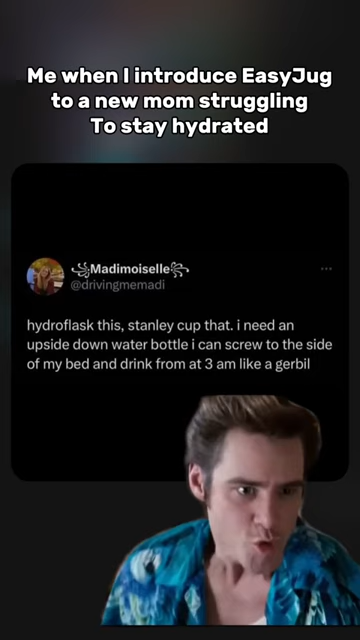 Me when I introduce EasyJug
to a new mom struggling
To stay hydrated
꧁Madimoiselle꧂
@drivingmemadi
hydroflask this, stanley cup that. i need an
upside down water bottle i can screw to the side
of my bed and drink from at 3 am like a gerbil